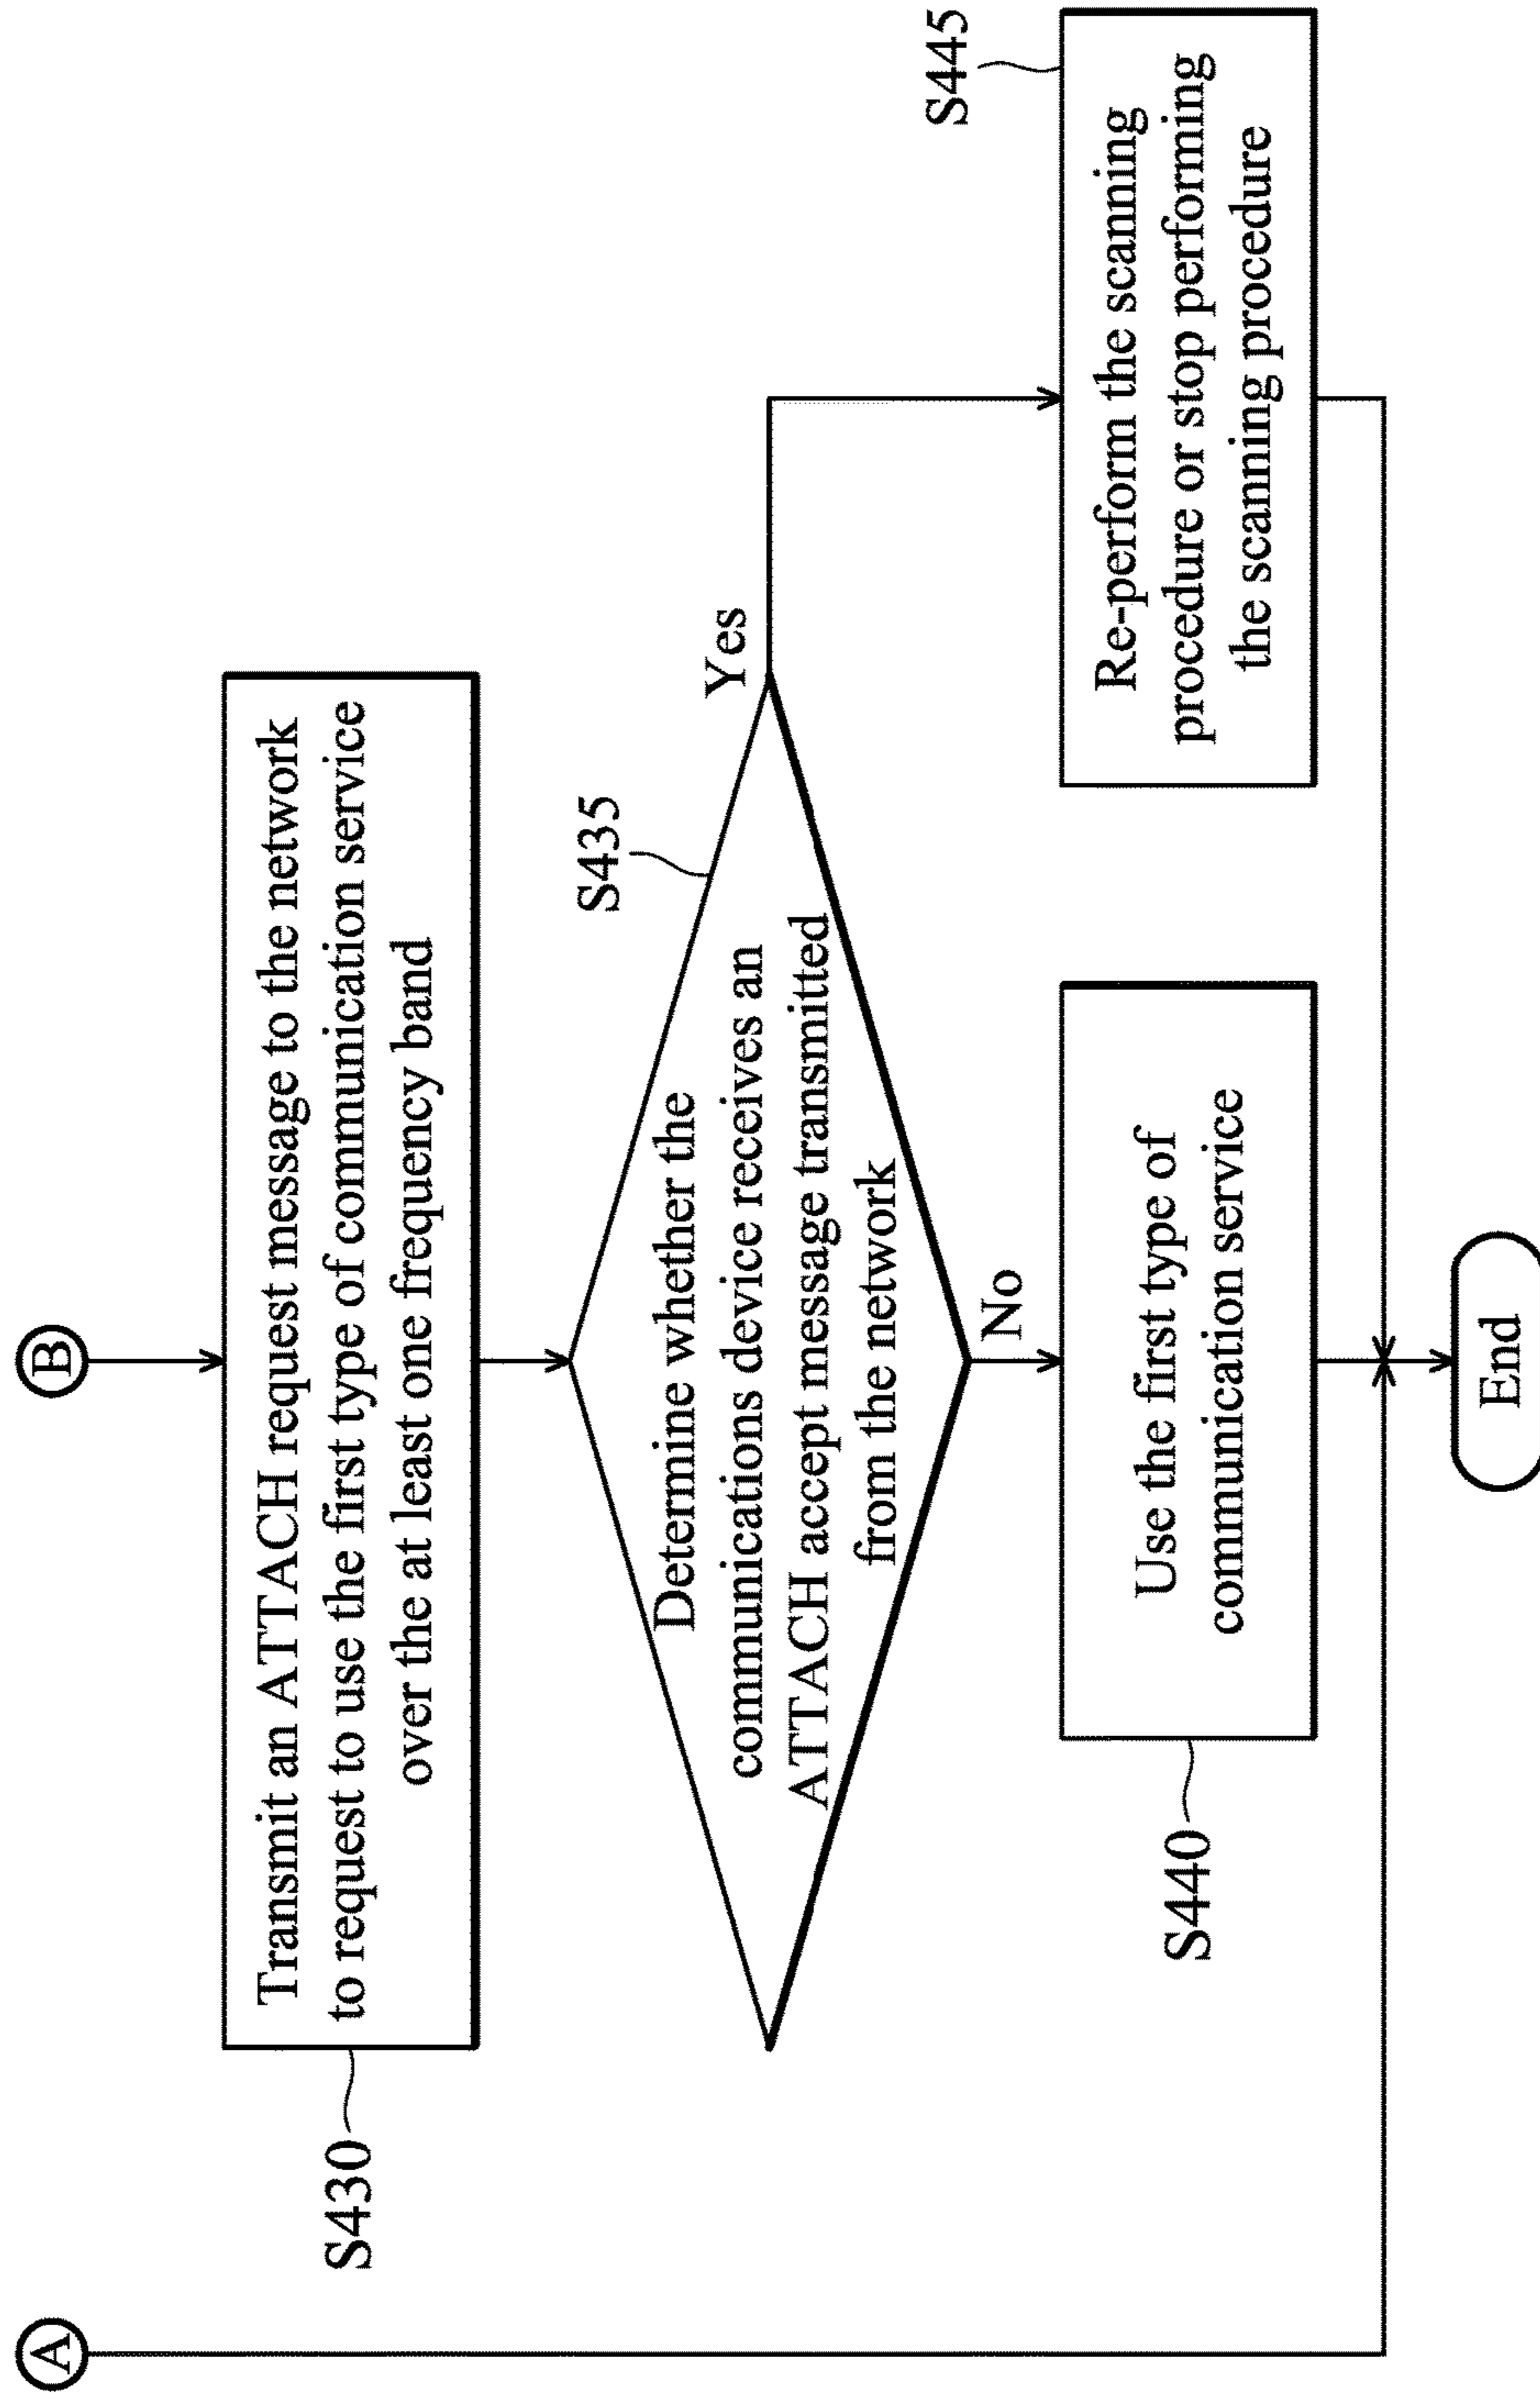 A
B
S430
Transmit an ATTACH request message to the network
to request to use the first type of communication service
over the at least one frequency band
S435
Determine whether the
communications device receives an
ATTACH accept message transmitted
from the network
Yes
No
S440
Use the first type of
communication service
S445
Re-perform the scanning
procedure or stop performing
the scanning procedure
End